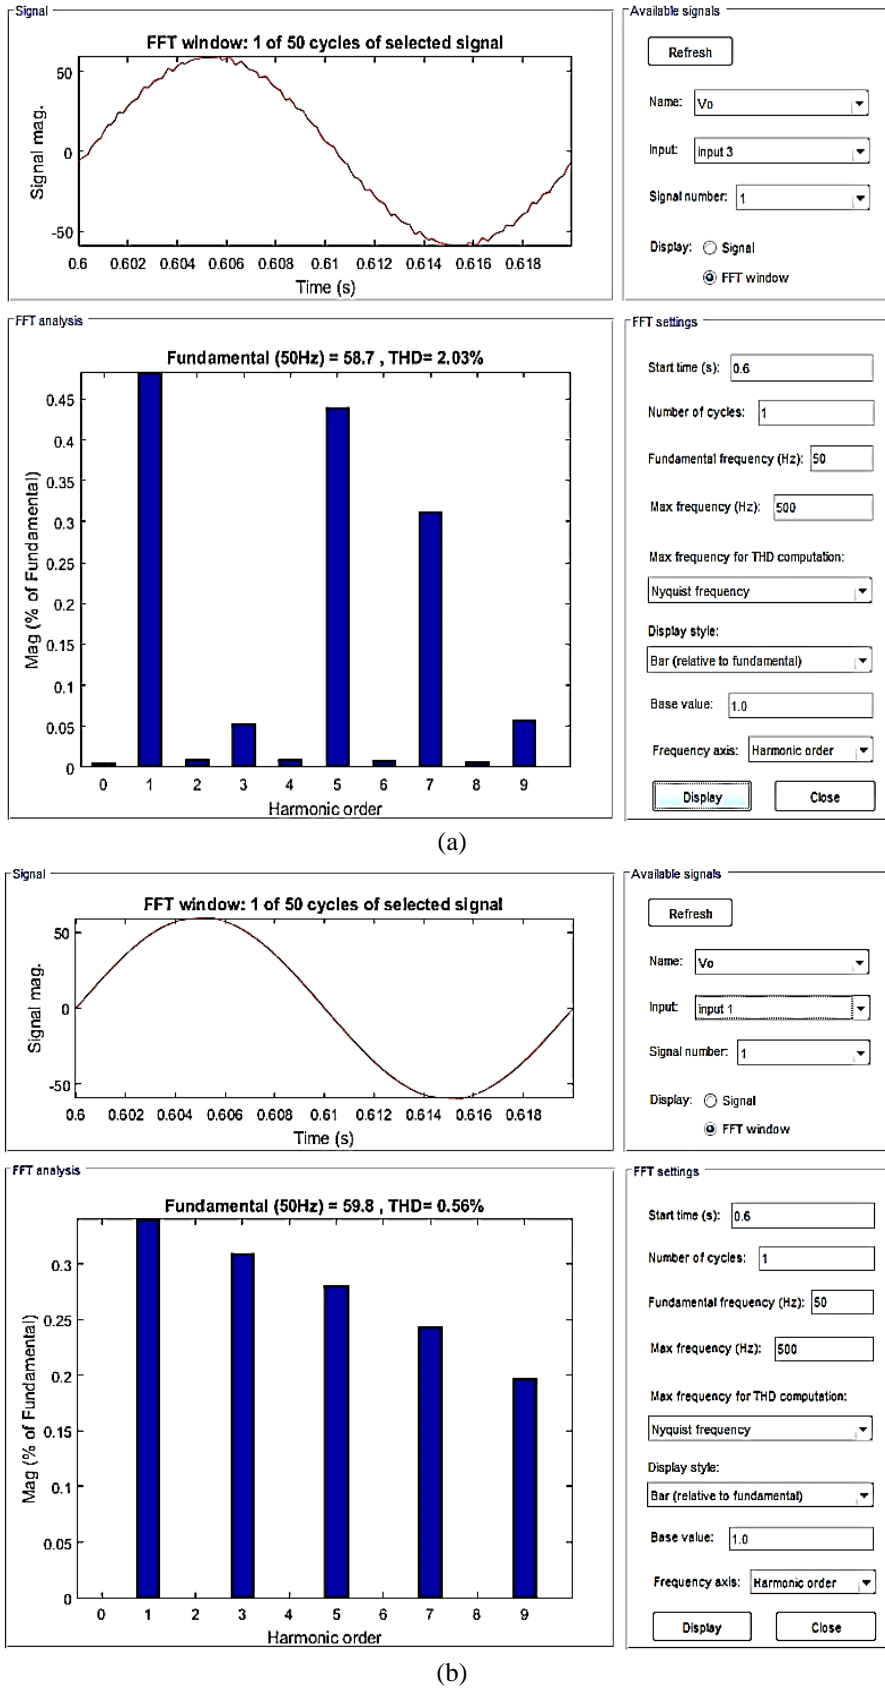 Signal
FFT window: 1 of 50 cycles of selected signal
50
0
-50
Signal mag.
0.6 0.602 0.604 0.606 0.608 0.61 0.612 0.614 0.616 0.618
Time (s)
Available signals
Refresh
Name: Vo
Input: input 3
Signal number: 1
Display: Signal
FFT window
FFT analysis
Fundamental (50Hz) = 58.7 , THD= 2.03%
0.45
0.4
0.35
0.3
0.25
0.2
0.15
0.1
0.05
0
Mag (% of Fundamental)
0 1 2 3 4 5 6 7 8 9
Harmonic order
FFT settings
Start time (s): 0.6
Number of cycles: 1
Fundamental frequency (Hz): 50
Max frequency (Hz): 500
Max frequency for THD computation:
Nyquist frequency
Display style:
Bar (relative to fundamental)
Base value: 1.0
Frequency axis: Harmonic order
Display Close
(a)
Signal
FFT window: 1 of 50 cycles of selected signal
50
0
-50
Signal mag.
0.6 0.602 0.604 0.606 0.608 0.61 0.612 0.614 0.616 0.618
Time (s)
Available signals
Refresh
Name: Vo
Input: input 1
Signal number: 1
Display: Signal
FFT window
FFT analysis
Fundamental (50Hz) = 59.8 , THD= 0.56%
0.3
0.25
0.2
0.15
0.1
0.05
0
Mag (% of Fundamental)
0 1 2 3 4 5 6 7 8 9
Harmonic order
FFT settings
Start time (s): 0.6
Number of cycles: 1
Fundamental frequency (Hz): 50
Max frequency (Hz): 500
Max frequency for THD computation:
Nyquist frequency
Display style:
Bar (relative to fundamental)
Base value: 1.0
Frequency axis: Harmonic order
Display Close
(b)